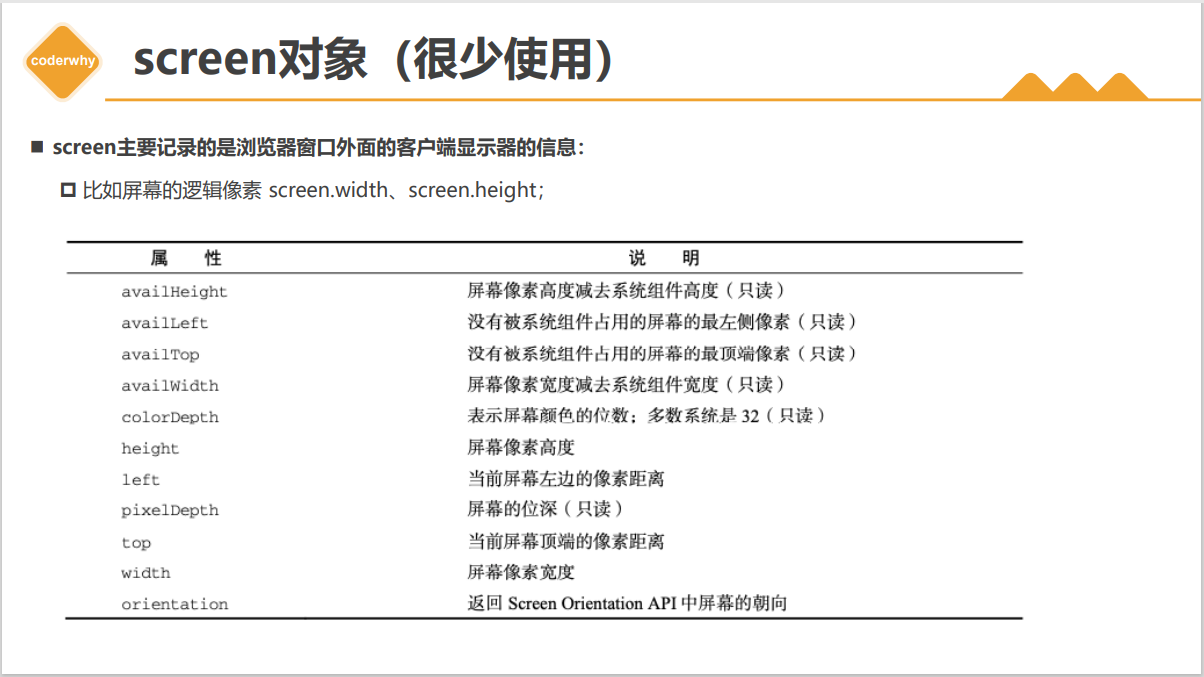 coderwhy
screen对象（很少使用）
screen主要记录的是浏览器窗口外面的客户端显示器的信息：
比如屏幕的逻辑像素 screen.width、screen.height；
属 性 说 明
availHeight 屏幕像素高度减去系统组件高度（只读）
availLeft 没有被系统组件占用的屏幕的最左侧像素（只读）
availTop 没有被系统组件占用的屏幕的最顶端像素（只读）
availWidth 屏幕像素宽度减去系统组件宽度（只读）
colorDepth 表示屏幕颜色的位数；多数系统是 32（只读）
height 屏幕像素高度
left 当前屏幕左边的像素距离
pixelDepth 屏幕的位深（只读）
top 当前屏幕顶端的像素距离
width 屏幕像素宽度
orientation 返回 Screen Orientation API 中屏幕的朝向